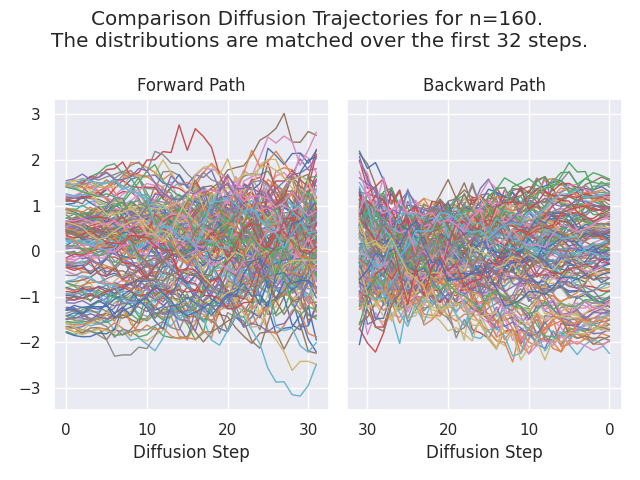 Comparison Diffusion Trajectories for n=160.
The distributions are matched over the first 32 steps.
Forward Path
Backward Path
3
2
1
0
−1
−2
−3
0 10 20 30
30 20 10 0
Diffusion Step
Diffusion Step